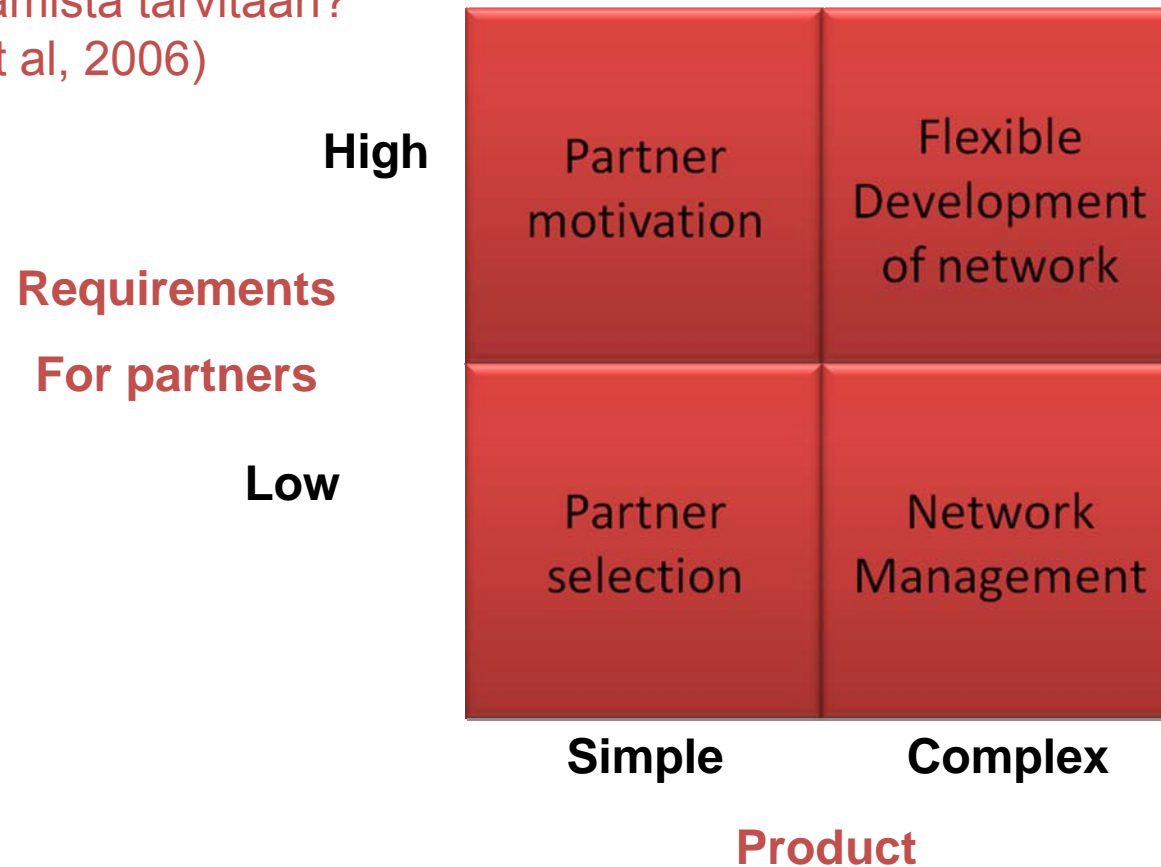 tarvitaan?
t al, 2006)
High
Partner
motivation
Flexible
Development
of network
Requirements
For partners
Low
Partner
selection
Network
Management
Simple
Complex
Product